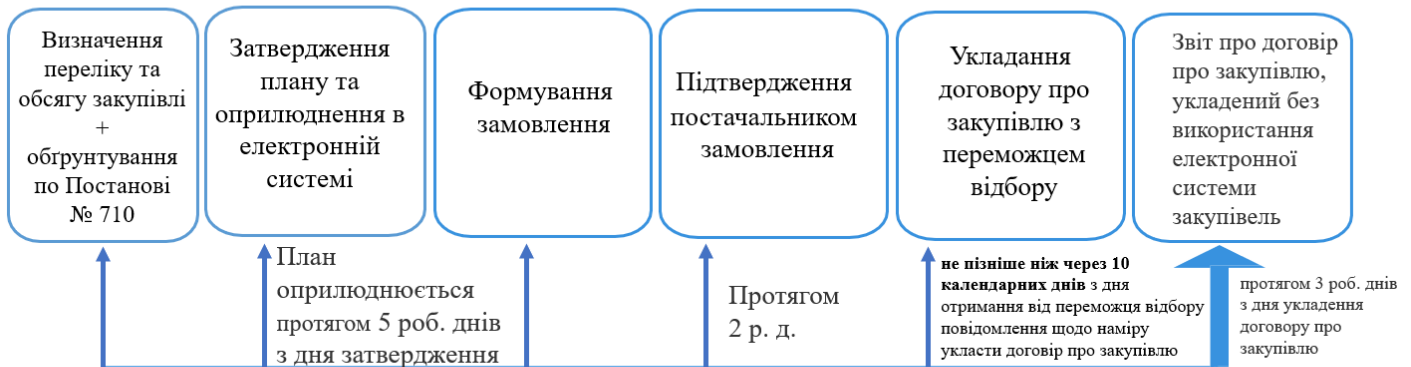 Визначення
переліку та
обсягу закупівлі
+
обґрунтування
по Постанові
№ 710
Затвердження
плану та
оприлюднення в
електронній
системі
Формування
замовлення
Підтвердження
постачальником
замовлення
Укладання
договору про
закупівлю з
переможцем
відбору
Звіт про договір
про закупівлю,
укладений без
використання
електронної
системи
закупівель
План
оприлюднюється
протягом 5 роб. днів
з дня затвердження
Протягом
2 р. д.
не пізніше ніж через 10
календарних днів з дня
отримання від переможця відбору
повідомлення щодо наміру
укласти договір про закупівлю
протягом 3 роб. днів
з дня укладення
договору про
закупівлю